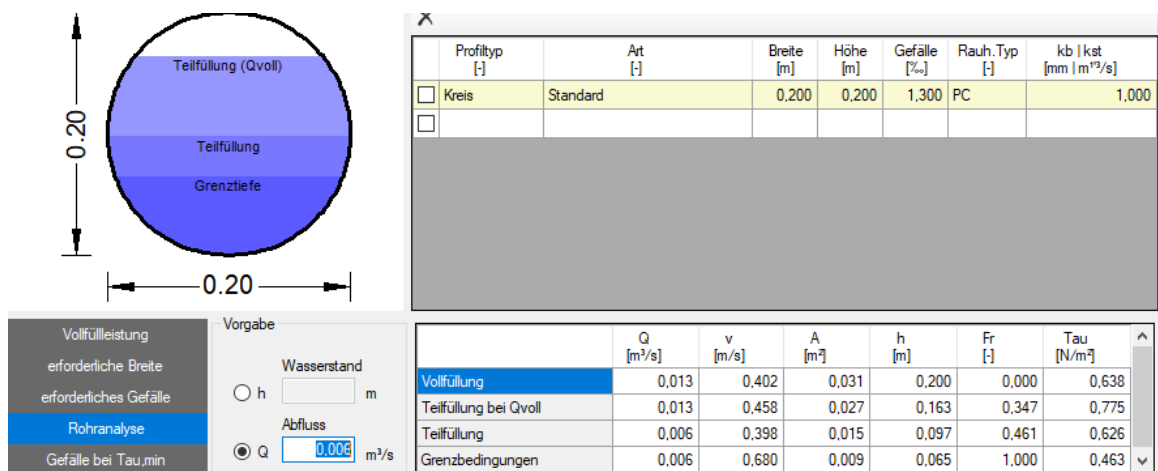 Teilfüllung (Qvoll)
Teilfüllung
Grenztiefe
0.20
0.20
Profiltyp [-] Art [-] Breite [m] Höhe [m] Gefälle [‰] Rauh.Typ [-] kb | kst [mm | m¹'³/s]
Kreis Standard 0,200 0,200 1,300 PC 1,000
Vollfüllleistung
erforderliche Breite
erforderliches Gefälle
Rohranalyse
Gefälle bei Tau,min
Vorgabe
Wasserstand
h m
Abfluss
Q 0,006 m³/s
Q [m³/s] v [m/s] A [m²] h [m] Fr [-] Tau [N/m²]
Vollfüllung 0,013 0,402 0,031 0,200 0,000 0,638
Teilfüllung bei Qvoll 0,013 0,458 0,027 0,163 0,347 0,775
Teilfüllung 0,006 0,398 0,015 0,097 0,461 0,626
Grenzbedingungen 0,006 0,680 0,009 0,065 1,000 0,463